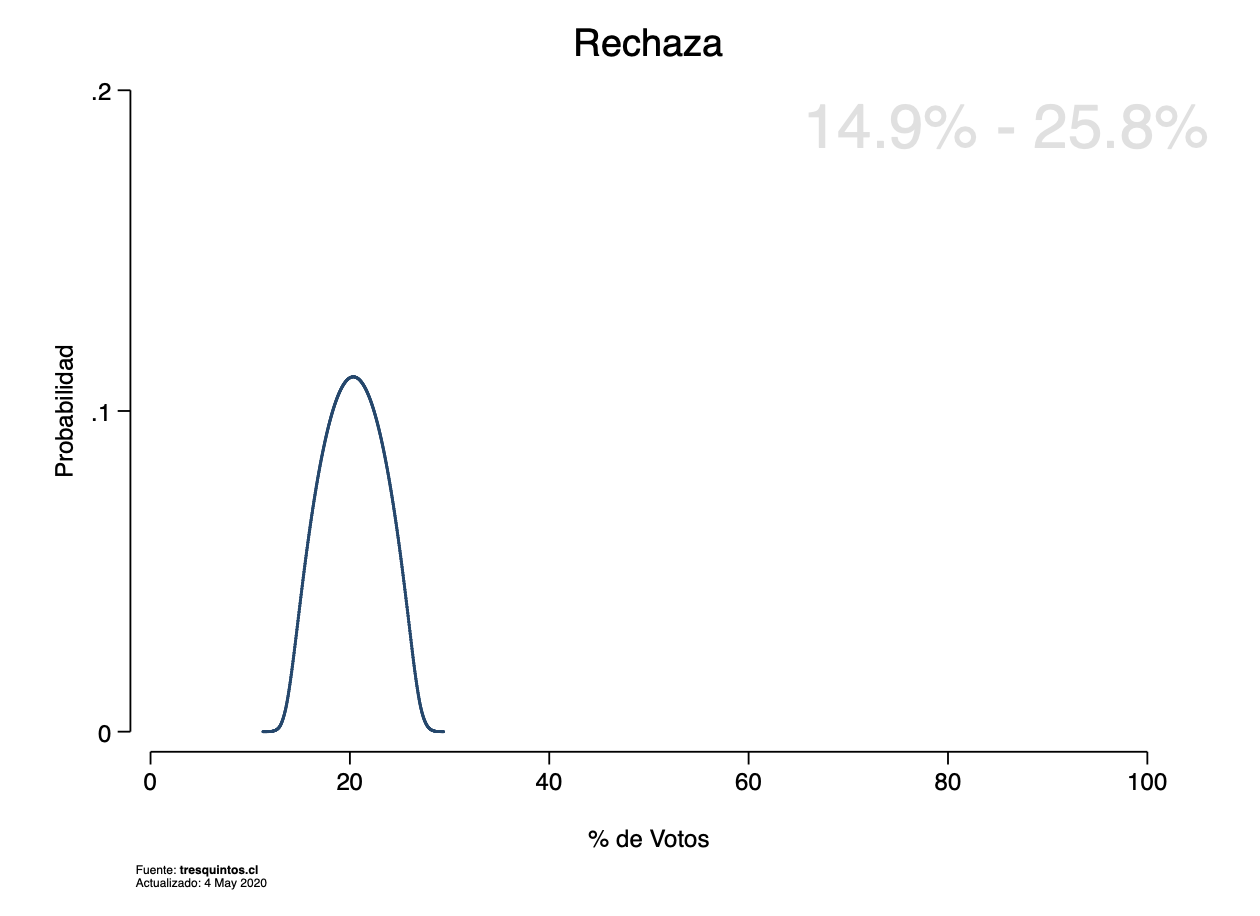 Rechaza
14.9% - 25.8%
.2
.1
0
Probabilidad
0 20 40 60 80 100
% de Votos
Fuente: tresquintos.cl
Actualizado: 4 May 2020